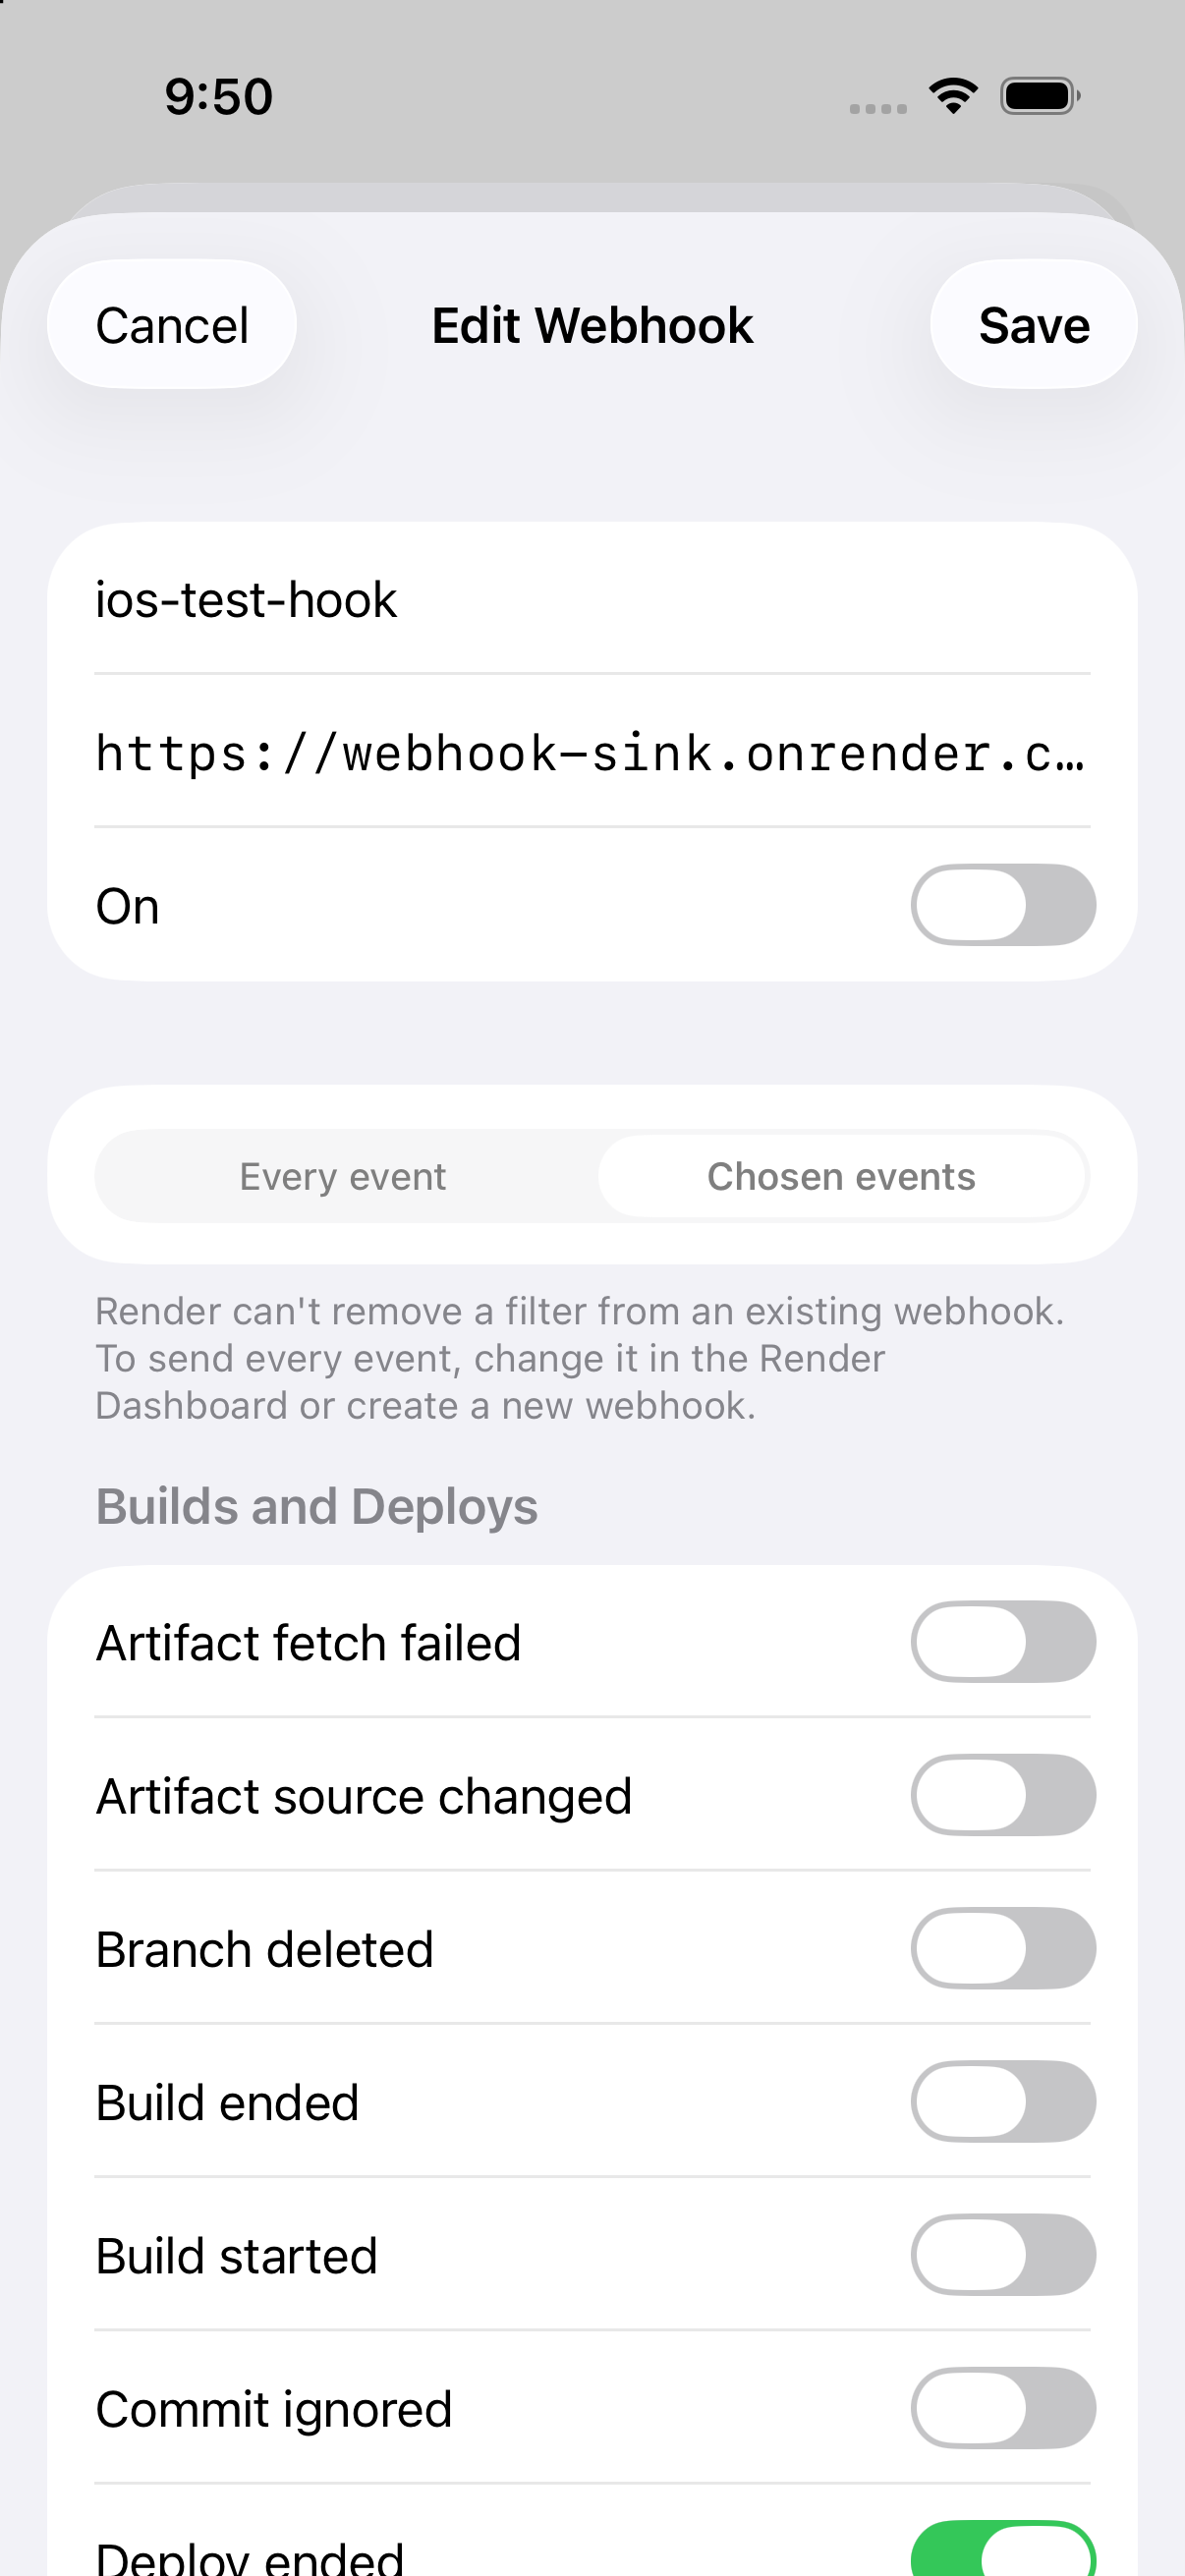 9:50
Cancel
Edit Webhook
Save
ios-test-hook
https://webhook-sink.onrender.c…
On
Every event
Chosen events
Render can't remove a filter from an existing webhook.
To send every event, change it in the Render
Dashboard or create a new webhook.
Builds and Deploys
Artifact fetch failed
Artifact source changed
Branch deleted
Build ended
Build started
Commit ignored
Deploy ended